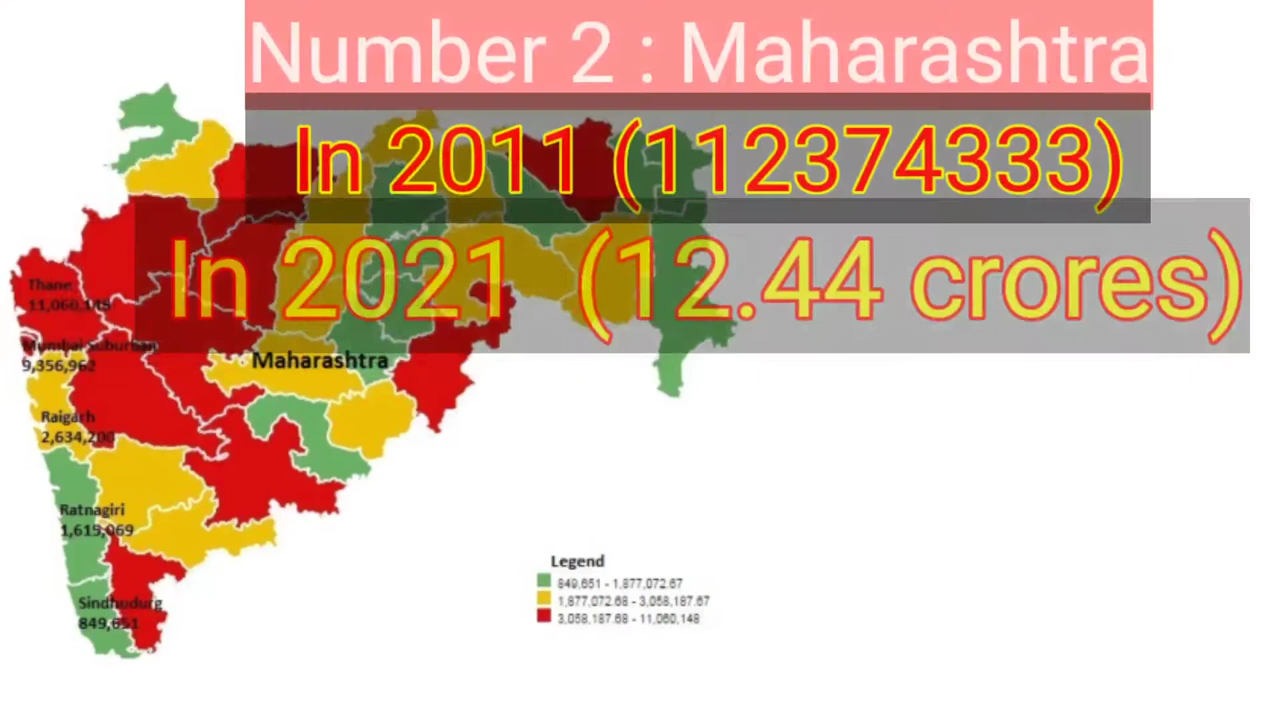 Number 2 : Maharashtra
In 2011 (112374333)
In 2021 (12.44 crores)
Thane
11,060,148
Mumbai Suburban
9,356,962
Maharashtra
Raigarh
2,634,200
Ratnagiri
1,615,069
Sindhudurg
849,651
Legend
849,651 - 1,877,072.67
1,877,072.68 - 3,058,187.67
3,058,187.68 - 11,060,148